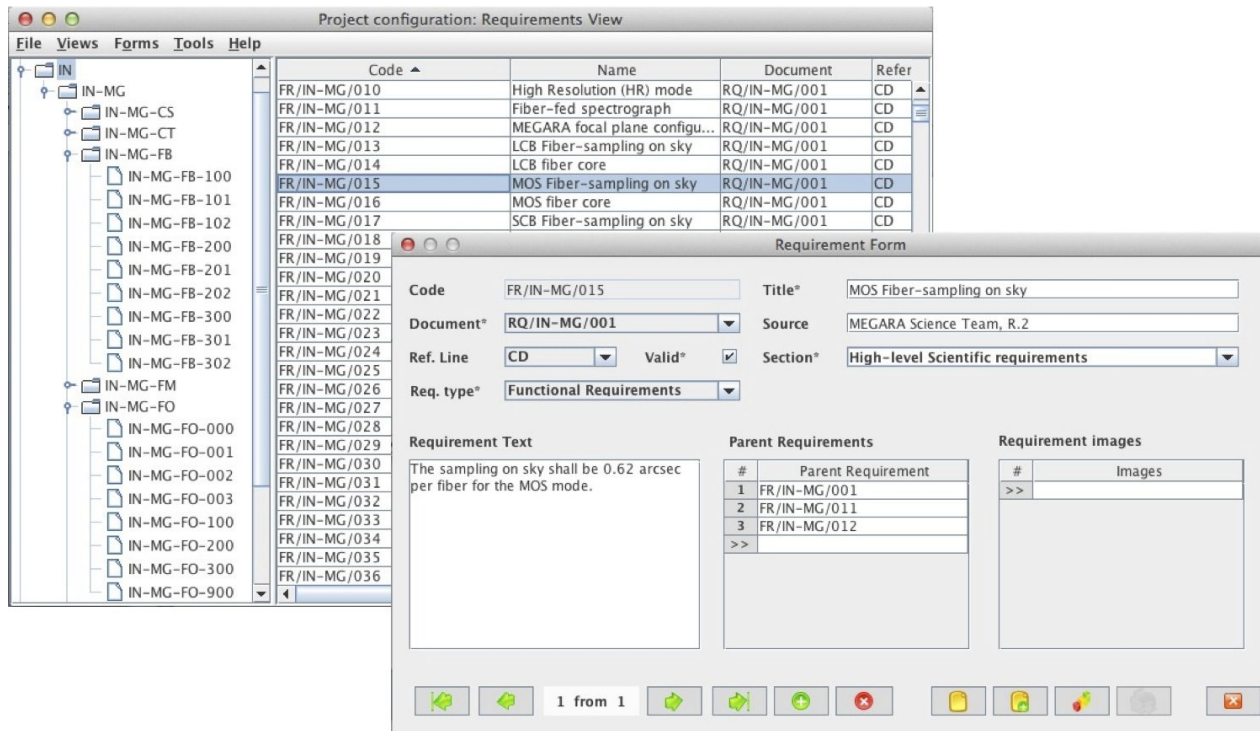 Project configuration: Requirements View
File Views Forms Tools Help
IN
IN-MG
IN-MG-CS
IN-MG-CT
IN-MG-FB
IN-MG-FB-100
IN-MG-FB-101
IN-MG-FB-102
IN-MG-FB-200
IN-MG-FB-201
IN-MG-FB-202
IN-MG-FB-300
IN-MG-FB-301
IN-MG-FB-302
IN-MG-FM
IN-MG-FO
IN-MG-FO-000
IN-MG-FO-001
IN-MG-FO-002
IN-MG-FO-003
IN-MG-FO-100
IN-MG-FO-200
IN-MG-FO-300
IN-MG-FO-900
Code Name Document Refer
FR/IN-MG/010 High Resolution (HR) mode RQ/IN-MG/001 CD
FR/IN-MG/011 Fiber-fed spectrograph RQ/IN-MG/001 CD
FR/IN-MG/012 MEGARA focal plane configu... RQ/IN-MG/001 CD
FR/IN-MG/013 LCB Fiber-sampling on sky RQ/IN-MG/001 CD
FR/IN-MG/014 LCB fiber core RQ/IN-MG/001 CD
FR/IN-MG/015 MOS Fiber-sampling on sky RQ/IN-MG/001 CD
FR/IN-MG/016 MOS fiber core RQ/IN-MG/001 CD
FR/IN-MG/017 SCB Fiber-sampling on sky RQ/IN-MG/001 CD
FR/IN-MG/018
FR/IN-MG/019
FR/IN-MG/020
FR/IN-MG/021
FR/IN-MG/022
FR/IN-MG/023
FR/IN-MG/024
FR/IN-MG/025
FR/IN-MG/026
FR/IN-MG/027
FR/IN-MG/028
FR/IN-MG/029
FR/IN-MG/030
FR/IN-MG/031
FR/IN-MG/032
FR/IN-MG/033
FR/IN-MG/034
FR/IN-MG/035
FR/IN-MG/036
Requirement Form
Code FR/IN-MG/015 Title* MOS Fiber-sampling on sky
Document* RQ/IN-MG/001 Source MEGARA Science Team, R.2
Ref. Line CD Valid* Section* High-level Scientific requirements
Req. type* Functional Requirements
Requirement Text
The sampling on sky shall be 0.62 arcsec
per fiber for the MOS mode.
Parent Requirements
# Parent Requirement
1 FR/IN-MG/001
2 FR/IN-MG/011
3 FR/IN-MG/012
>>
Requirement images
# Images
>>
1 from 1